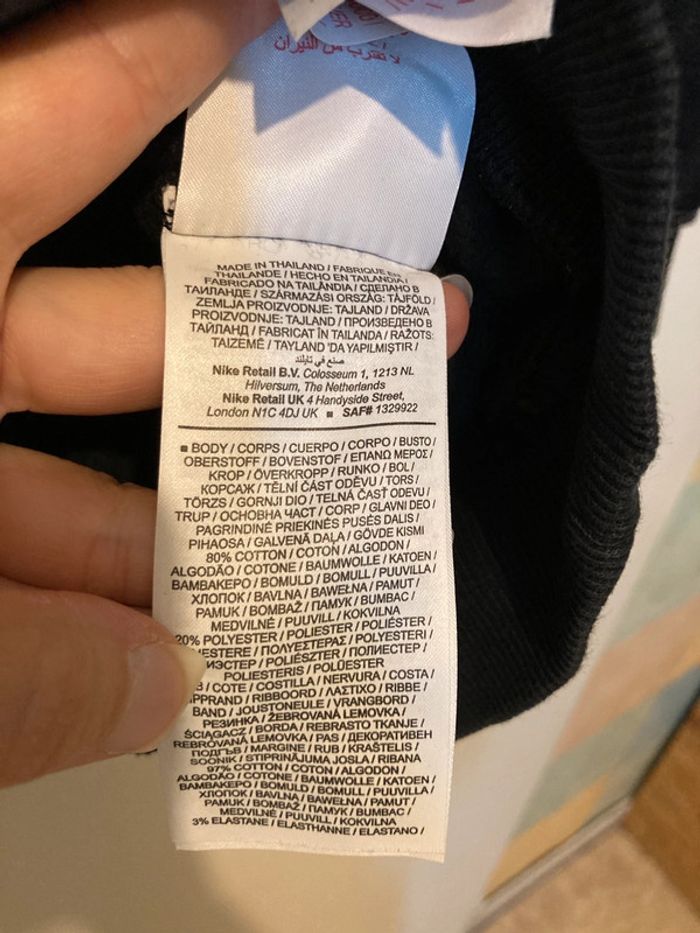 لا تقرب من النيران
MADE IN THAILAND / FABRIQUE EN
THAILANDE / HECHO EN TAILANDIA /
FABRICADO NA TAILÂNDIA / СДЕЛАНО В
ТАИЛАНДЕ / SZÁRMAZÁSI ORSZÁG: TÁJFÖLD /
ZEMLJA PROIZVODNJE: TAJLAND / DRŽAVA
PROIZVODNJE: TAJLAND / ПРОИЗВЕДЕНО В
ТАЙЛАНД / FABRICAT ÎN TAILANDA / RAŽOTS:
TAIZEMĒ / TAYLAND 'DA YAPILMIŞTIR /
صنع في تايلند
Nike Retail B.V. Colosseum 1, 1213 NL
Hilversum, The Netherlands
Nike Retail UK 4 Handyside Street,
London N1C 4DJ UK ■ SAF# 1329922
■ BODY / CORPS / CUERPO / CORPO / BUSTO /
OBERSTOFF / BOVENSTOF / ΕΠΑΝΩ ΜΕΡΟΣ /
KROP / ÖVERKROPP / RUNKO / BOL /
КОРСАЖ / TĚLNÍ ČÁST ODĚVU / TORS /
TÖRZS / GORNJI DIO / TELNÁ ČASŤ ODEVU /
TRUP / ОСНОВНА ЧАСТ / CORP / GLAVNI DEO /
PAGRINDINĖ PRIEKINĖS PUSĖS DALIS /
PIHAOSA / GALVENĀ DAĻA / GÖVDE KISMI
80% COTTON / COTON / ALGODON /
ALGODÃO / COTONE / BAUMWOLLE / KATOEN /
ΒΑΜΒΑΚΕΡΟ / BOMULD / BOMULL / PUUVILLA /
ХЛОПОК / BAVLNA / BAWEŁNA / PAMUT /
PAMUK / BOMBAŽ / ПАМУК / BUMBAC /
MEDVILNĖ / PUUVILL / KOKVILNA
20% POLYESTER / POLIESTER / POLIÉSTER /
IESTERE / ΠΟΛΥΕΣΤΕΡΑΣ / POLYESTERI /
ИЭСТЕР / POLIÉSZTER / ПОЛИЕСТЕР /
POLIESTERIS / POLÜESTER
B / COTE / COSTILLA / NERVURA / COSTA /
PPRAND / RIBBOORD / ΛΑΣΤΙΧΟ / RIBBE /
BAND / JOUSTONEULE / VRANGBORD /
РЕЗИНКА / ŽEBROVANÁ LEMOVKA /
ŚCIĄGACZ / BORDA / REBRASTO TKANJE /
REBROVANÁ LEMOVKA / PAS / ДЕКОРАТИВЕН
ПОДГЪВ / MARGINE / RUB / KRAŠTELIS /
SOONIK / STIPRINĀJUMA JOSLA / RIBANA
97% COTTON / COTON / ALGODON /
ALGODÃO / COTONE / BAUMWOLLE / KATOEN /
ΒΑΜΒΑΚΕΡΟ / BOMULD / BOMULL / PUUVILLA /
ХЛОПОК / BAVLNA / BAWEŁNA / PAMUT /
PAMUK / BOMBAŽ / ПАМУК / BUMBAC /
MEDVILNĖ / PUUVILL / KOKVILNA
3% ELASTANE / ELASTHANNE / ELASTANO /